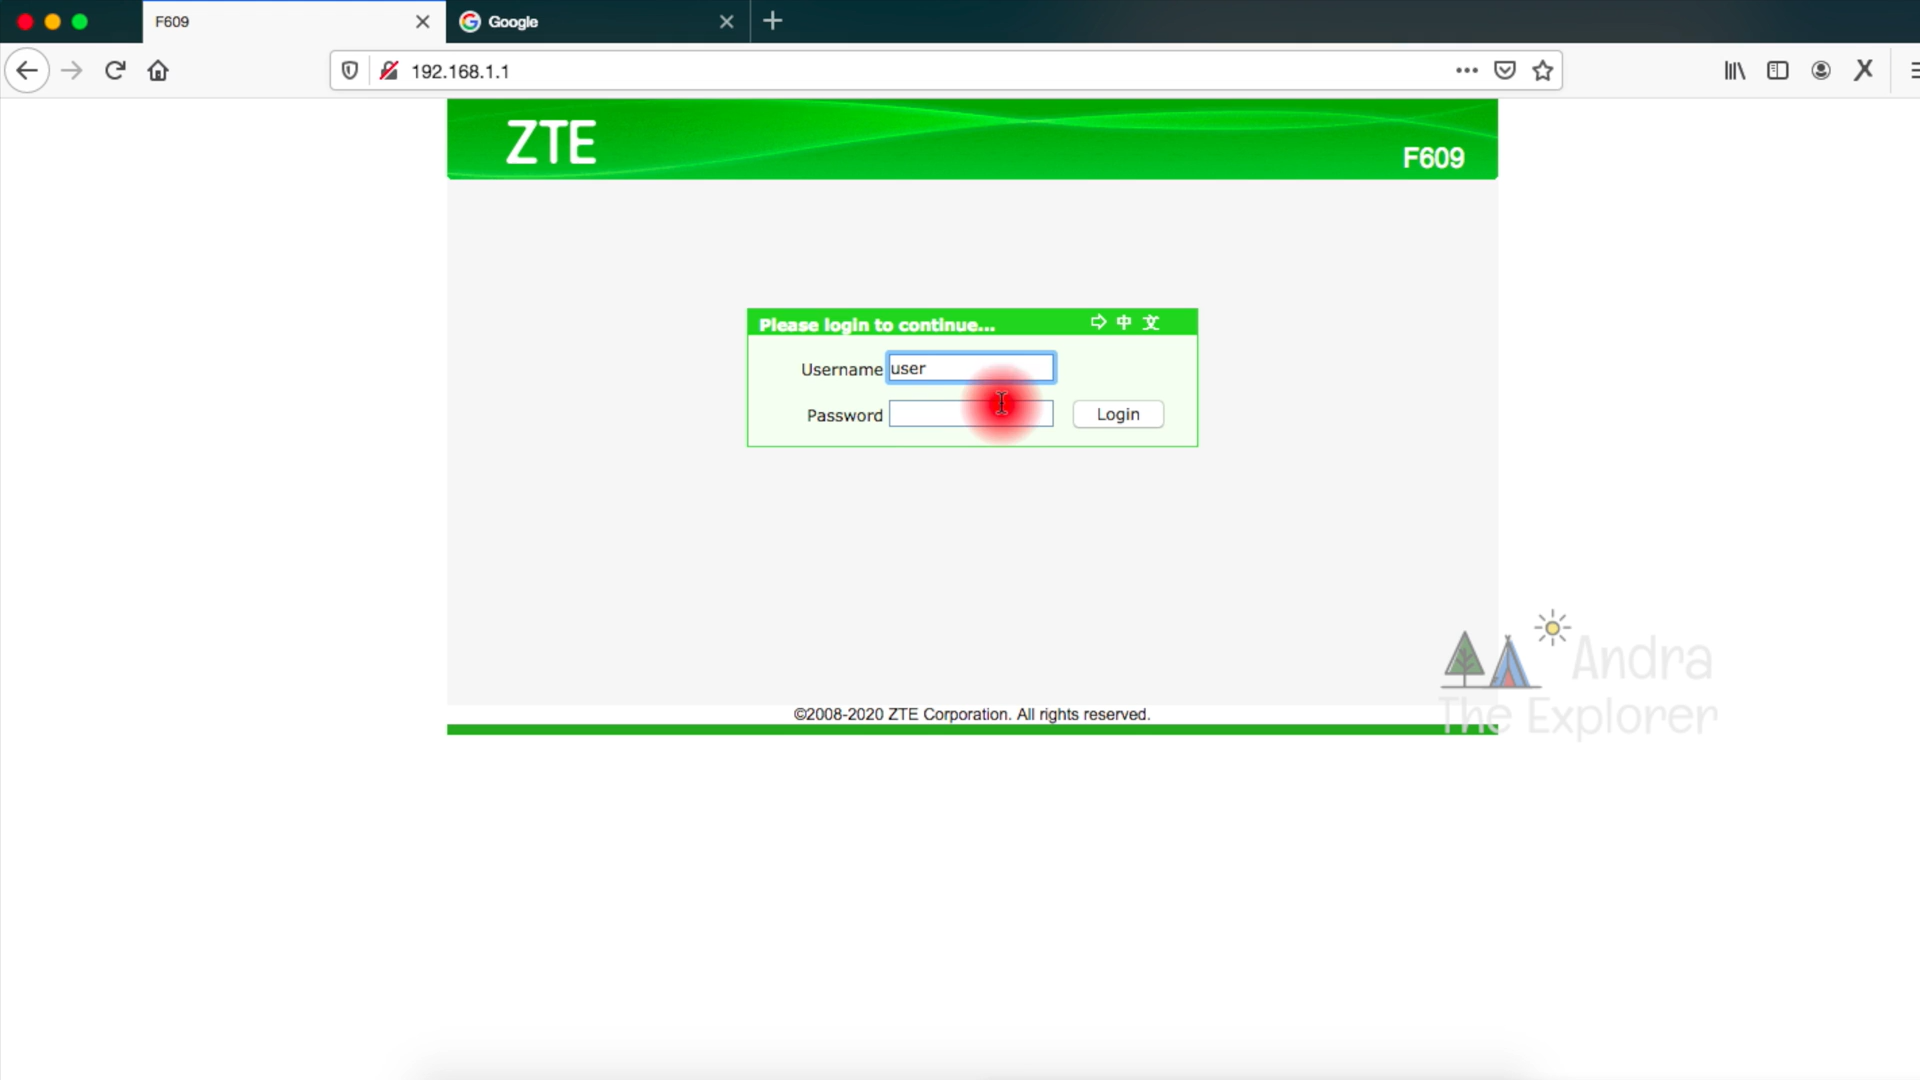 F609
Google
192.168.1.1
ZTE
F609
Please login to continue...
中 文
Username
user
Password
Login
Andra
The Explorer
©2008-2020 ZTE Corporation. All rights reserved.